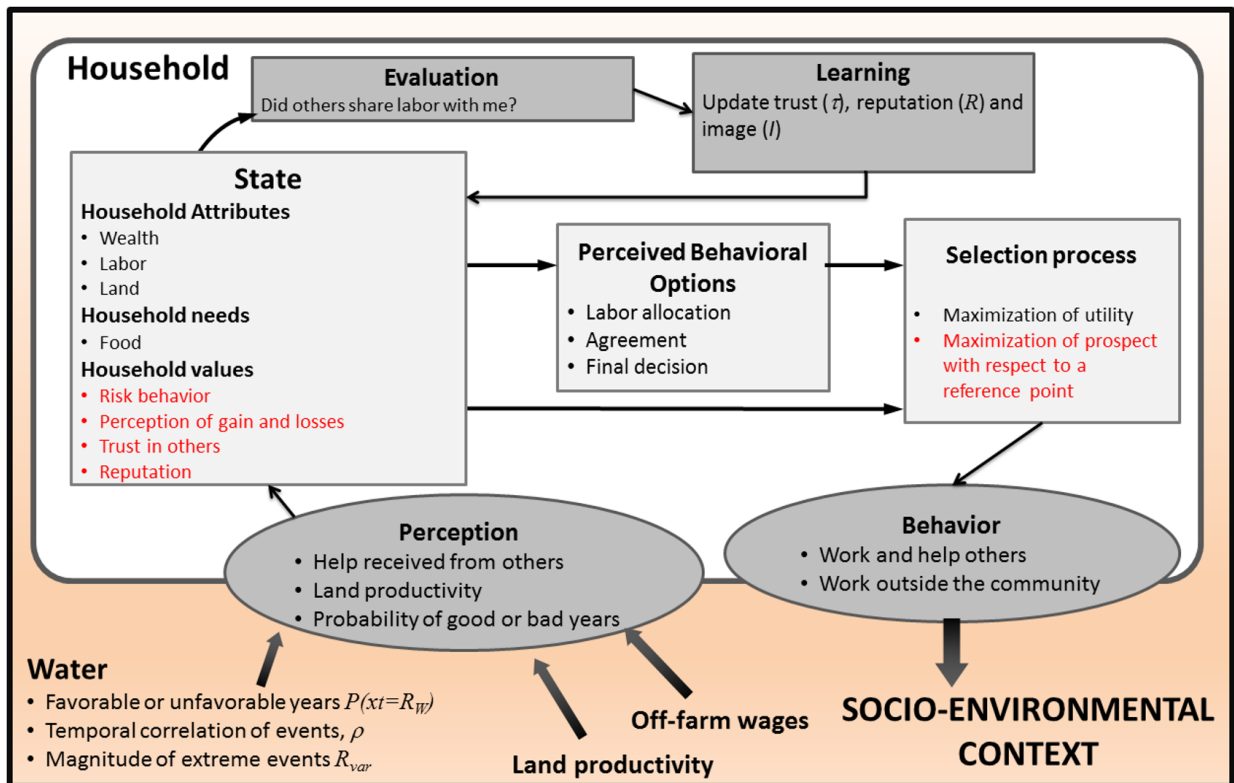 Household
Evaluation
Did others share labor with me?
Learning
Update trust (τ), reputation (R) and
image (I)
State
Household Attributes
• Wealth
• Labor
• Land
Household needs
• Food
Household values
• Risk behavior
• Perception of gain and losses
• Trust in others
• Reputation
Perceived Behavioral
Options
• Labor allocation
• Agreement
• Final decision
Selection process
• Maximization of utility
• Maximization of prospect
with respect to a
reference point
Perception
• Help received from others
• Land productivity
• Probability of good or bad years
Behavior
• Work and help others
• Work outside the community
Water
• Favorable or unfavorable years P(xt=R_W)
• Temporal correlation of events, ρ
• Magnitude of extreme events R_var
Off-farm wages
Land productivity
SOCIO-ENVIRONMENTAL
CONTEXT